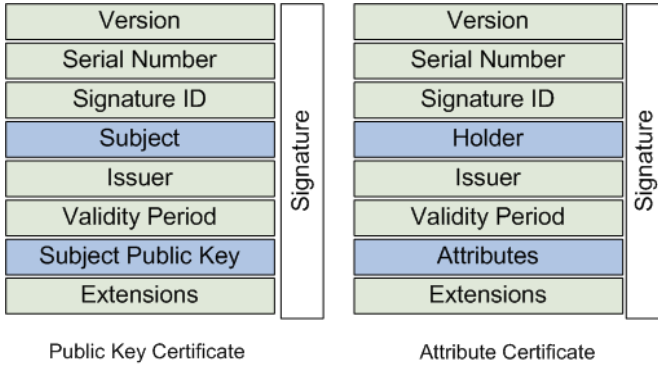 Version
Serial Number
Signature ID
Subject
Issuer
Validity Period
Subject Public Key
Extensions
Signature
Public Key Certificate
Version
Serial Number
Signature ID
Holder
Issuer
Validity Period
Attributes
Extensions
Signature
Attribute Certificate